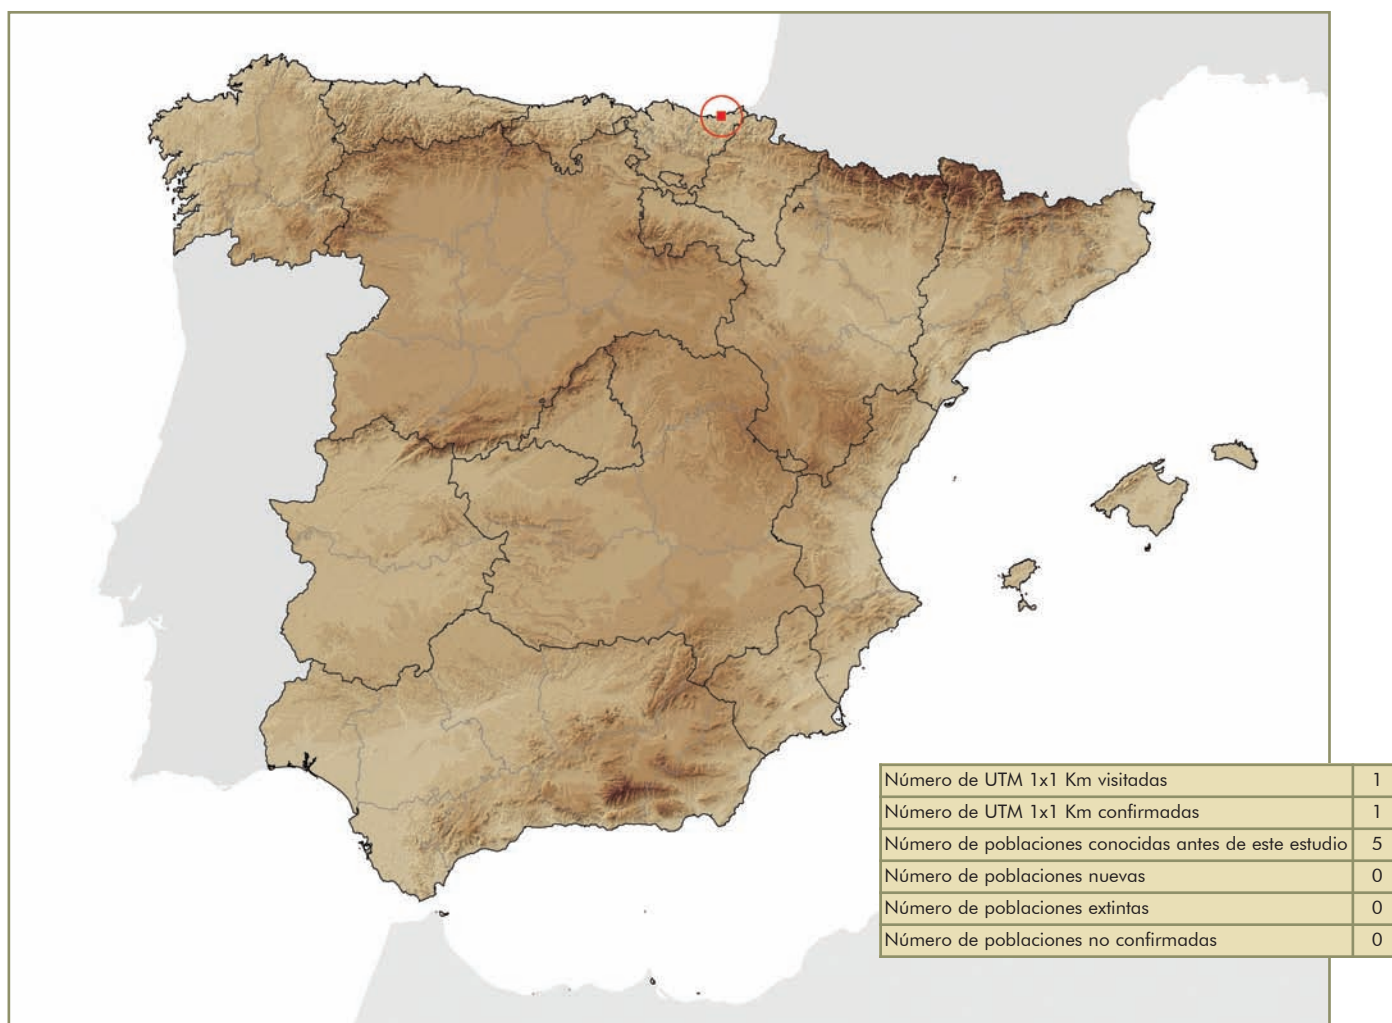 Número de UTM 1x1 Km visitadas 1
Número de UTM 1x1 Km confirmadas 1
Número de poblaciones conocidas antes de este estudio 5
Número de poblaciones nuevas 0
Número de poblaciones extintas 0
Número de poblaciones no confirmadas 0